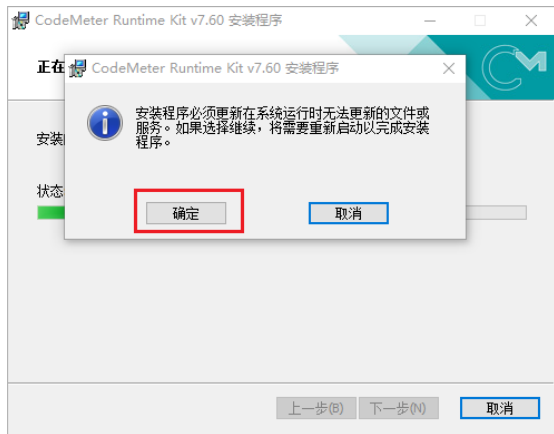 CodeMeter Runtime Kit v7.60 安装程序
正在
CodeMeter Runtime Kit v7.60 安装程序
安装程序必须更新在系统运行时无法更新的文件或
服务。如果选择继续，将需要重新启动以完成安装
程序。
安装
状态
确定
取消
上一步(B)
下一步(N)
取消